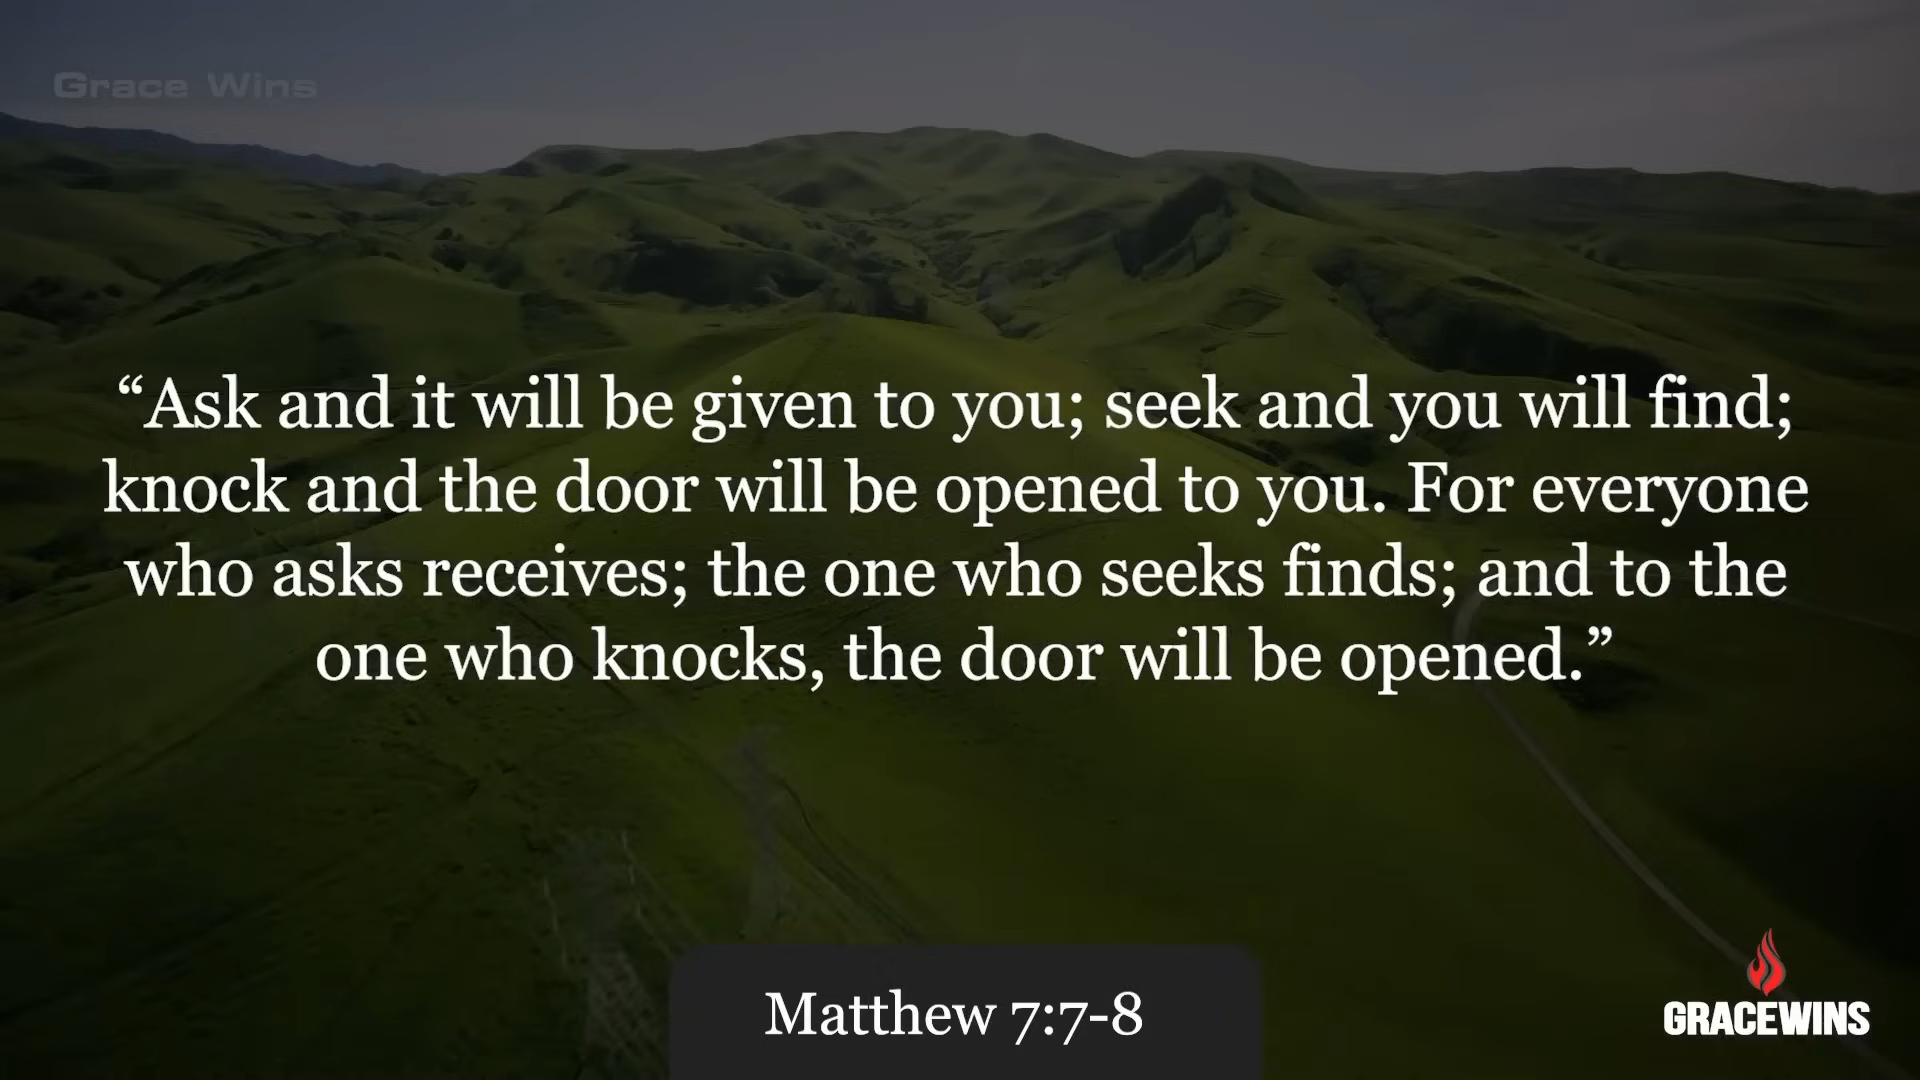 Grace Wins
“Ask and it will be given to you; seek and you will find;
knock and the door will be opened to you. For everyone
who asks receives; the one who seeks finds; and to the
one who knocks, the door will be opened.”
Matthew 7:7-8
GRACEWINS